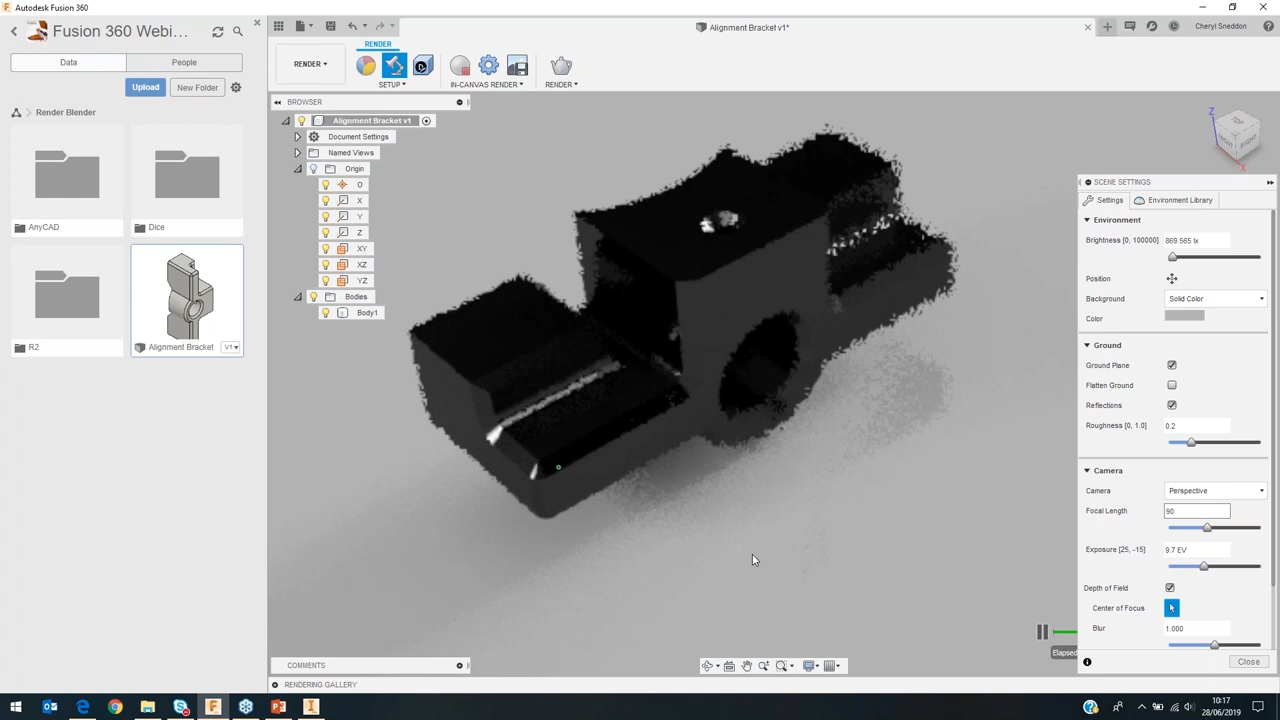 Autodesk Fusion 360
Fusion 360 Webi...
Data
People
Upload
New Folder
Render Blender
AnyCAD
Dice
R2
Alignment Bracket
V1
Alignment Bracket v1*
Cheryl Sneddon
RENDER
RENDER
SETUP
IN-CANVAS RENDER
RENDER
BROWSER
Alignment Bracket v1
Document Settings
Named Views
Origin
O
X
Y
Z
XY
XZ
YZ
Bodies
Body1
TOP
FRONT
RIGHT
Z
X
SCENE SETTINGS
Settings
Environment Library
Environment
Brightness [0, 100000]
869.565 lx
Position
Background
Solid Color
Color
Ground
Ground Plane
Flatten Ground
Reflections
Roughness [0, 1.0]
0.2
Camera
Camera
Perspective
Focal Length
90
Exposure [25, -15]
9.7 EV
Depth of Field
Center of Focus
Blur
1.000
Elapsed
Close
COMMENTS
RENDERING GALLERY
10:17
28/06/2019